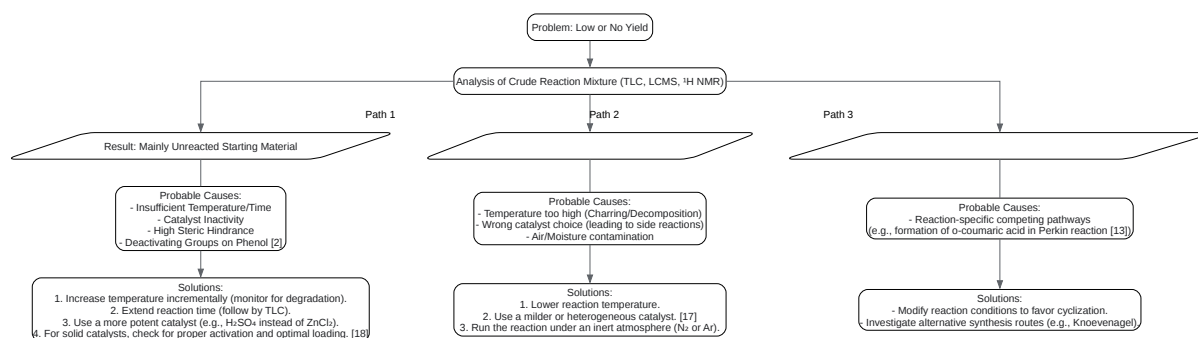 Problem: Low or No Yield
Analysis of Crude Reaction Mixture (TLC, LCMS, ¹H NMR)
Path 1
Path 2
Path 3
Result: Mainly Unreacted Starting Material
Probable Causes:
- Insufficient Temperature/Time
- Catalyst Inactivity
- High Steric Hindrance
- Deactivating Groups on Phenol [2]
Solutions:
1. Increase temperature incrementally (monitor for degradation).
2. Extend reaction time (follow by TLC).
3. Use a more potent catalyst (e.g., H₂SO₄ instead of ZnCl₂).
4. For solid catalysts, check for proper activation and optimal loading. [18]
Probable Causes:
- Temperature too high (Charring/Decomposition)
- Wrong catalyst choice (leading to side reactions)
- Air/Moisture contamination
Solutions:
1. Lower reaction temperature.
2. Use a milder or heterogeneous catalyst. [17]
3. Run the reaction under an inert atmosphere (N₂ or Ar).
Probable Causes:
- Reaction-specific competing pathways
(e.g., formation of o-coumaric acid in Perkin reaction [13])
Solutions:
- Modify reaction conditions to favor cyclization.
- Investigate alternative synthesis routes (e.g., Knoevenagel).